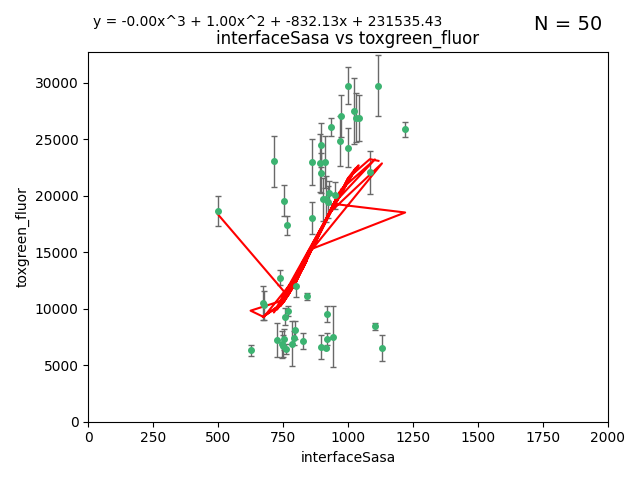 y = -0.00x^3 + 1.00x^2 + -832.13x + 231535.43
N = 50
interfaceSasa vs toxgreen_fluor
30000
25000
20000
15000
10000
5000
0
toxgreen_fluor
0 250 500 750 1000 1250 1500 1750 2000
interfaceSasa